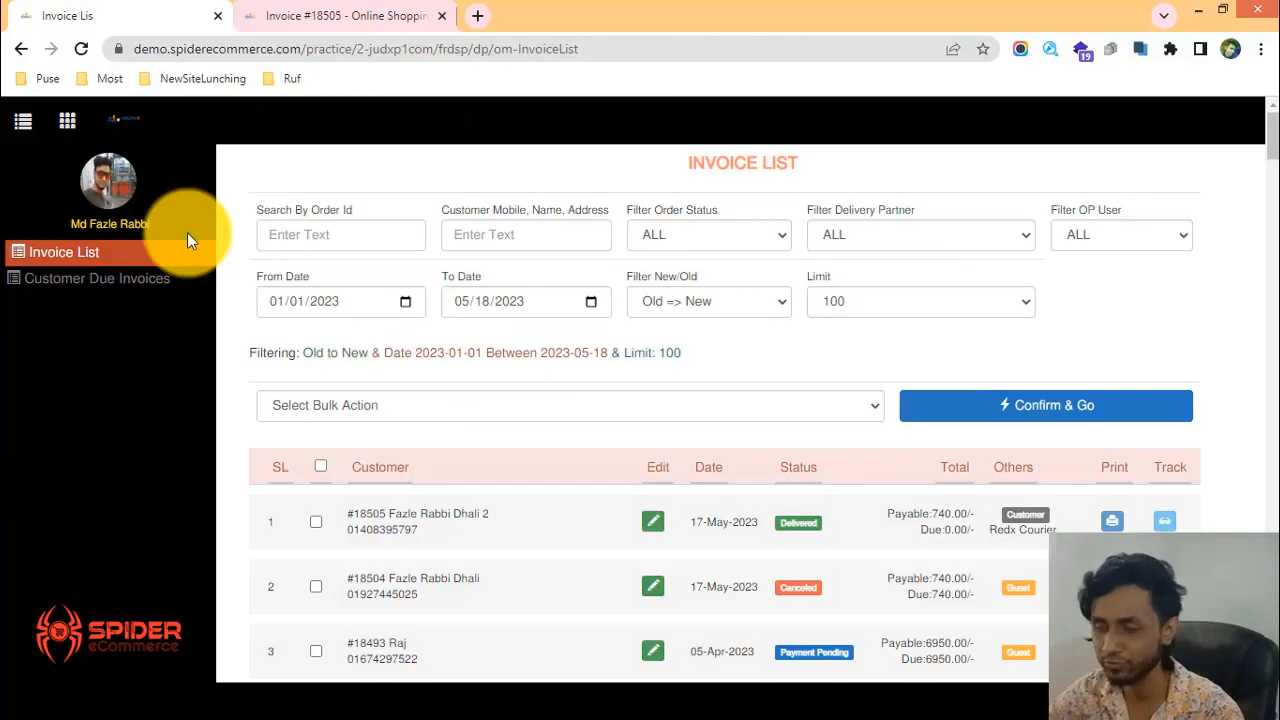 Invoice Lis
Invoice #18505 - Online Shoppin
demo.spiderecommerce.com/practice/2-judxp1com/frdsp/dp/om-InvoiceList
19
Puse
Most
NewSiteLunching
Ruf
Md Fazle Rabbi
Invoice List
Customer Due Invoices
SPIDER
eCommerce
INVOICE LIST
Search By Order Id
Customer Mobile, Name, Address
Filter Order Status
Filter Delivery Partner
Filter OP User
Enter Text
Enter Text
ALL
ALL
ALL
From Date
To Date
Filter New/Old
Limit
01/01/2023
05/18/2023
Old => New
100
Filtering: Old to New & Date 2023-01-01 Between 2023-05-18 & Limit: 100
Select Bulk Action
Confirm & Go
SL Customer Edit Date Status Total Others Print Track
1
#18505 Fazle Rabbi Dhali 2
01408395797
17-May-2023
Delivered
Payable:740.00/-
Due:0.00/-
Customer
Redx Courier
2
#18504 Fazle Rabbi Dhali
01927445025
17-May-2023
Canceled
Payable:740.00/-
Due:740.00/-
Guest
3
#18493 Raj
01674297522
05-Apr-2023
Payment Pending
Payable:6950.00/-
Due:6950.00/-
Guest